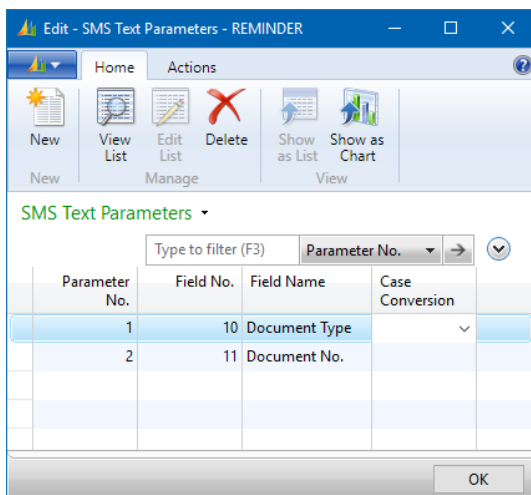 Edit - SMS Text Parameters - REMINDER
Home Actions
New View List Edit List Delete Show as List Show as Chart
New Manage View
SMS Text Parameters
Type to filter (F3) Parameter No.
Parameter No. Field No. Field Name Case Conversion
1 10 Document Type
2 11 Document No.
OK